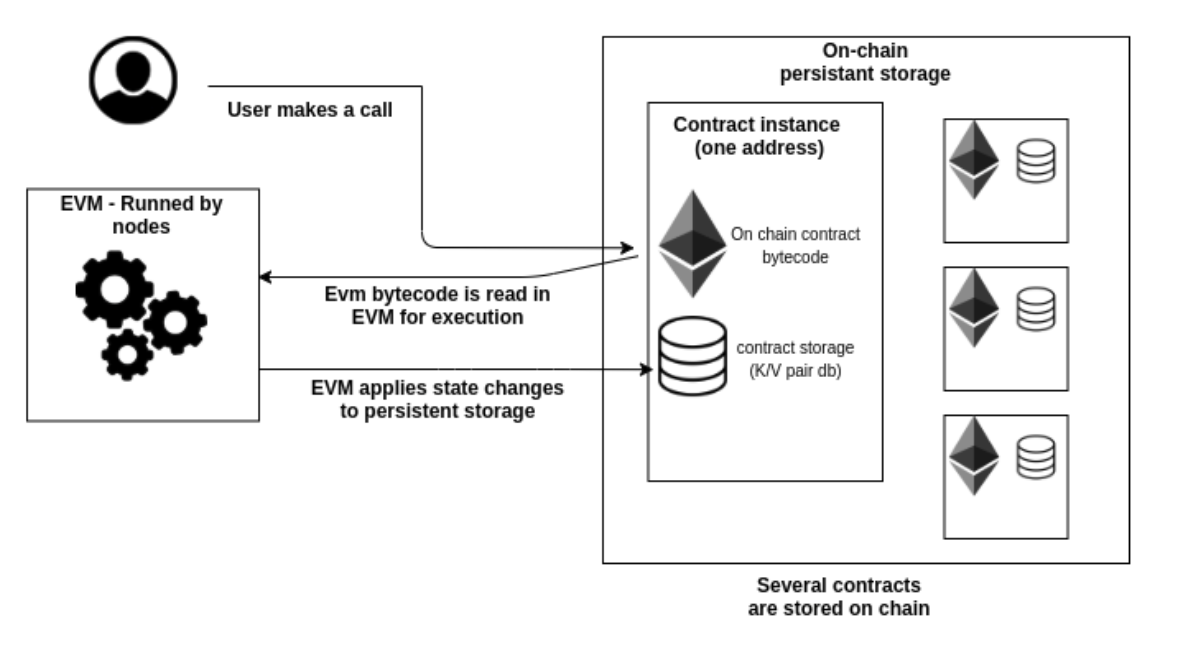 User makes a call
EVM - Runned by
nodes
Evm bytecode is read in
EVM for execution
EVM applies state changes
to persistent storage
On-chain
persistant storage
Contract instance
(one address)
On chain contract
bytecode
contract storage
(K/V pair db)
Several contracts
are stored on chain